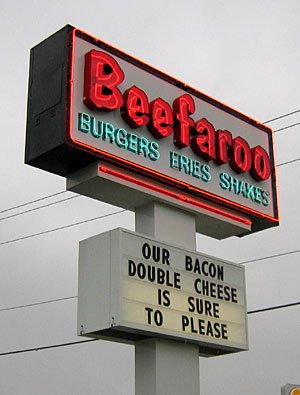 Beefaroo
BURGERS FRIES SHAKES
OUR BACON
DOUBLE CHEESE
IS SURE
TO PLEASE